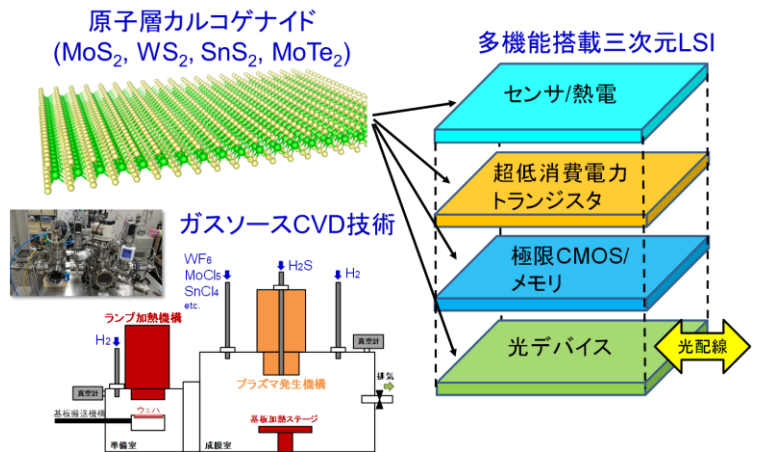 原子層カルコゲナイド
(MoS₂, WS₂, SnS₂, MoTe₂)
多機能搭載三次元LSI
センサ/熱電
超低消費電力
トランジスタ
極限CMOS/
メモリ
光デバイス
光配線
ガスソースCVD技術
WF₆
MoCl₅
SnCl₄
etc.
H₂S
H₂
ランプ加熱機構
H₂
真空計
プラズマ発生機構
排気
真空計
基板搬送機構
ウェハ
基板加熱ステージ
準備室
成膜室